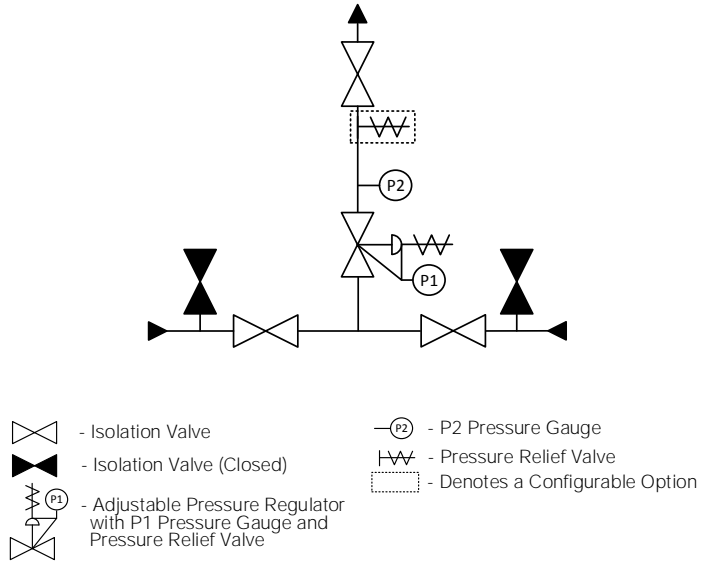 P2
P1
- Isolation Valve
- Isolation Valve (Closed)
P1
- Adjustable Pressure Regulator
with P1 Pressure Gauge and
Pressure Relief Valve
P2
- P2 Pressure Gauge
- Pressure Relief Valve
- Denotes a Configurable Option